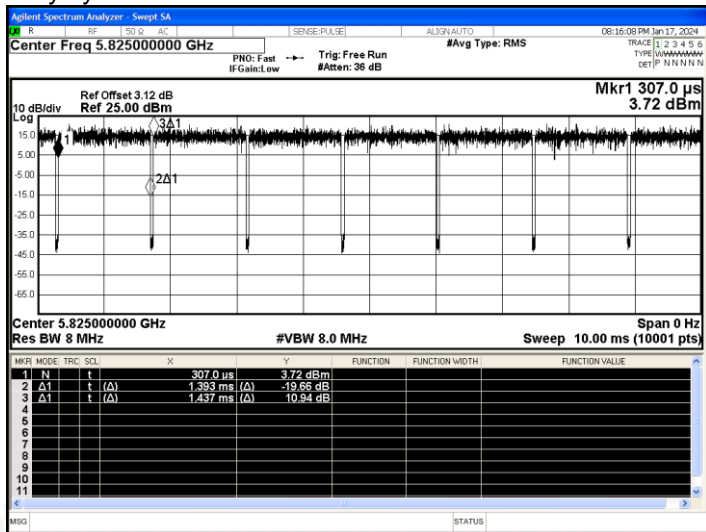 Agilent Spectrum Analyzer - Swept SA
R RF 50 Ω AC SENSE:PULSE ALIGN AUTO 08:16:08 PM Jan 17, 2024
Center Freq 5.825000000 GHz #Avg Type: RMS TRACE 1 2 3 4 5 6
PNO: Fast Trig: Free Run TYPE
IFGain:Low #Atten: 36 dB DET P N N N N N
Mkr1 307.0 µs
Ref Offset 3.12 dB
10 dB/div Ref 25.00 dBm 3.72 dBm
Log
3Δ1
15.0
1
5.00
-5.00
2Δ1
-15.0
-25.0
-35.0
-45.0
-55.0
-65.0
Center 5.825000000 GHz Span 0 Hz
Res BW 8 MHz #VBW 8.0 MHz Sweep 10.00 ms (10001 pts)
MKR MODE TRC SCL X Y FUNCTION FUNCTION WIDTH FUNCTION VALUE
1 N t 307.0 µs 3.72 dBm
2 Δ1 t (Δ) 1.393 ms (Δ) -19.66 dB
3 Δ1 t (Δ) 1.437 ms (Δ) 10.94 dB
4
5
6
7
8
9
10
11
MSG STATUS